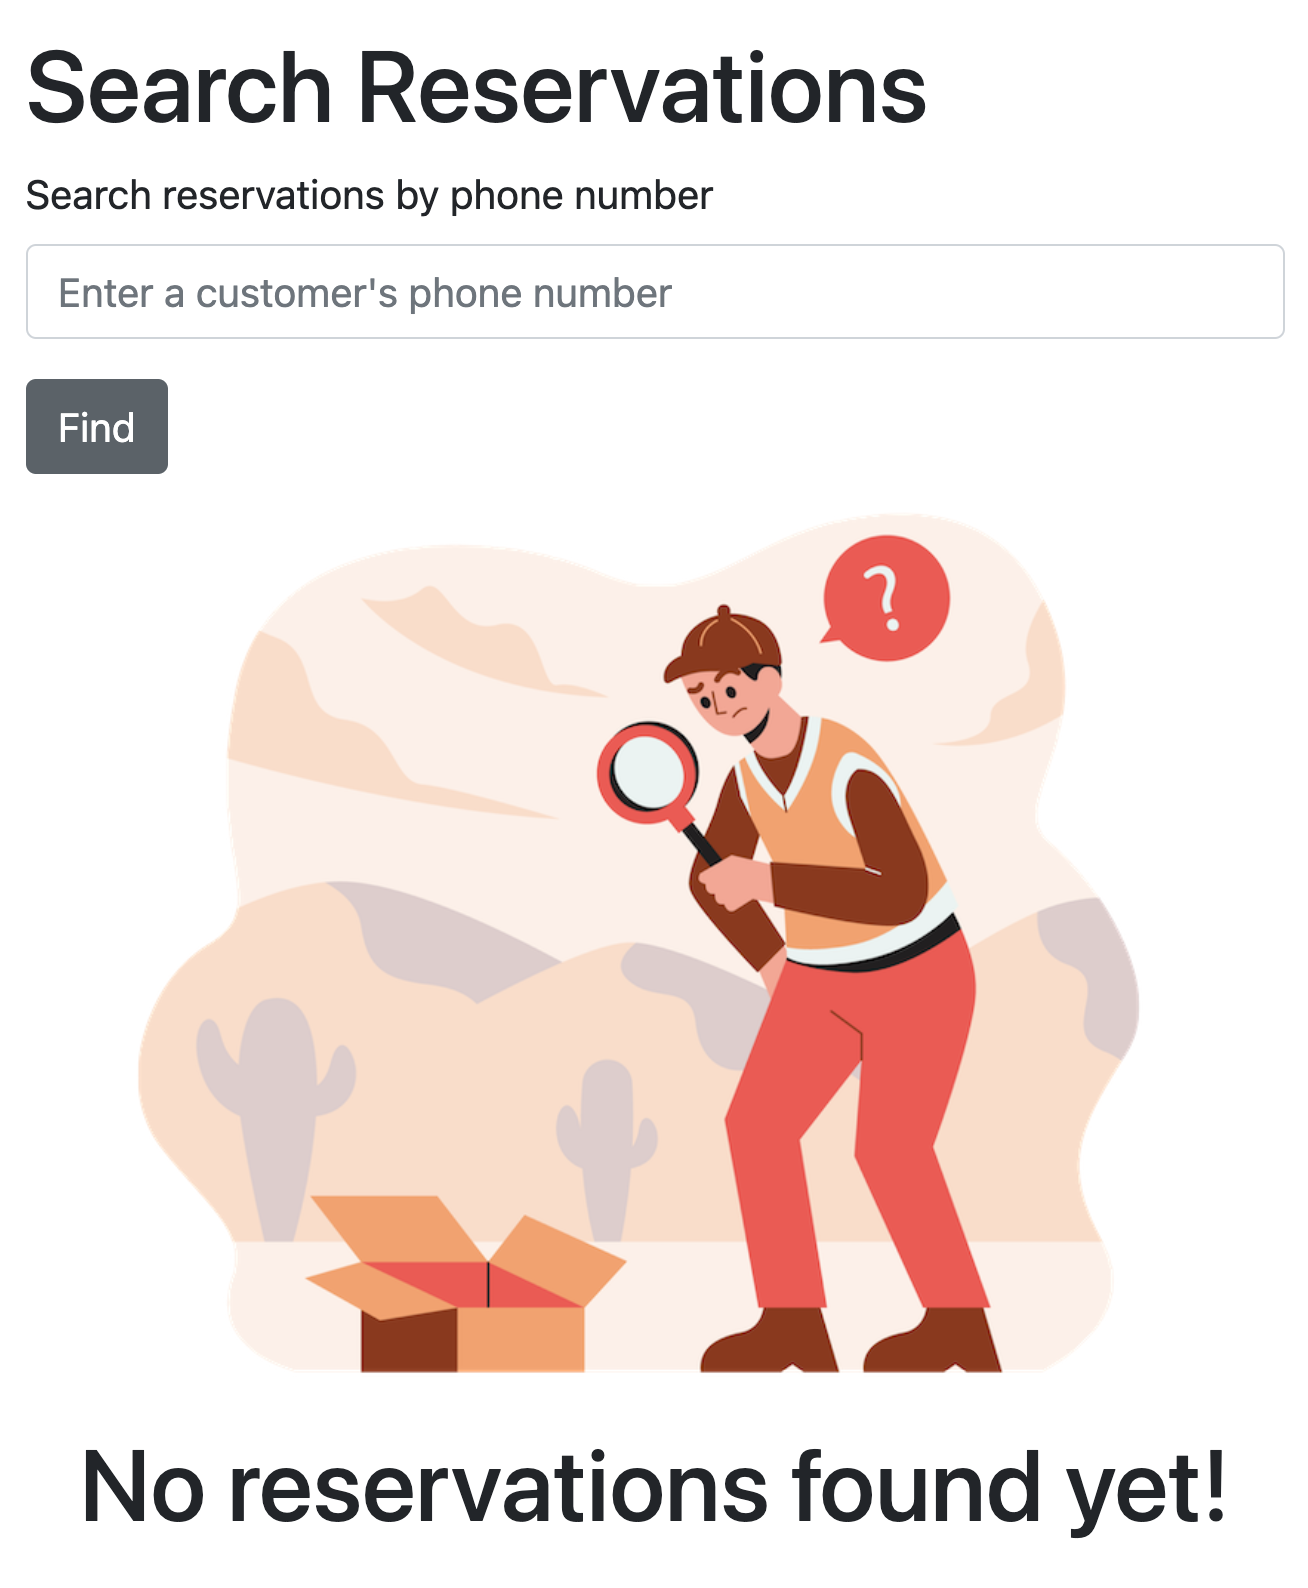 Search Reservations
Search reservations by phone number
Enter a customer's phone number
Find
?
No reservations found yet!